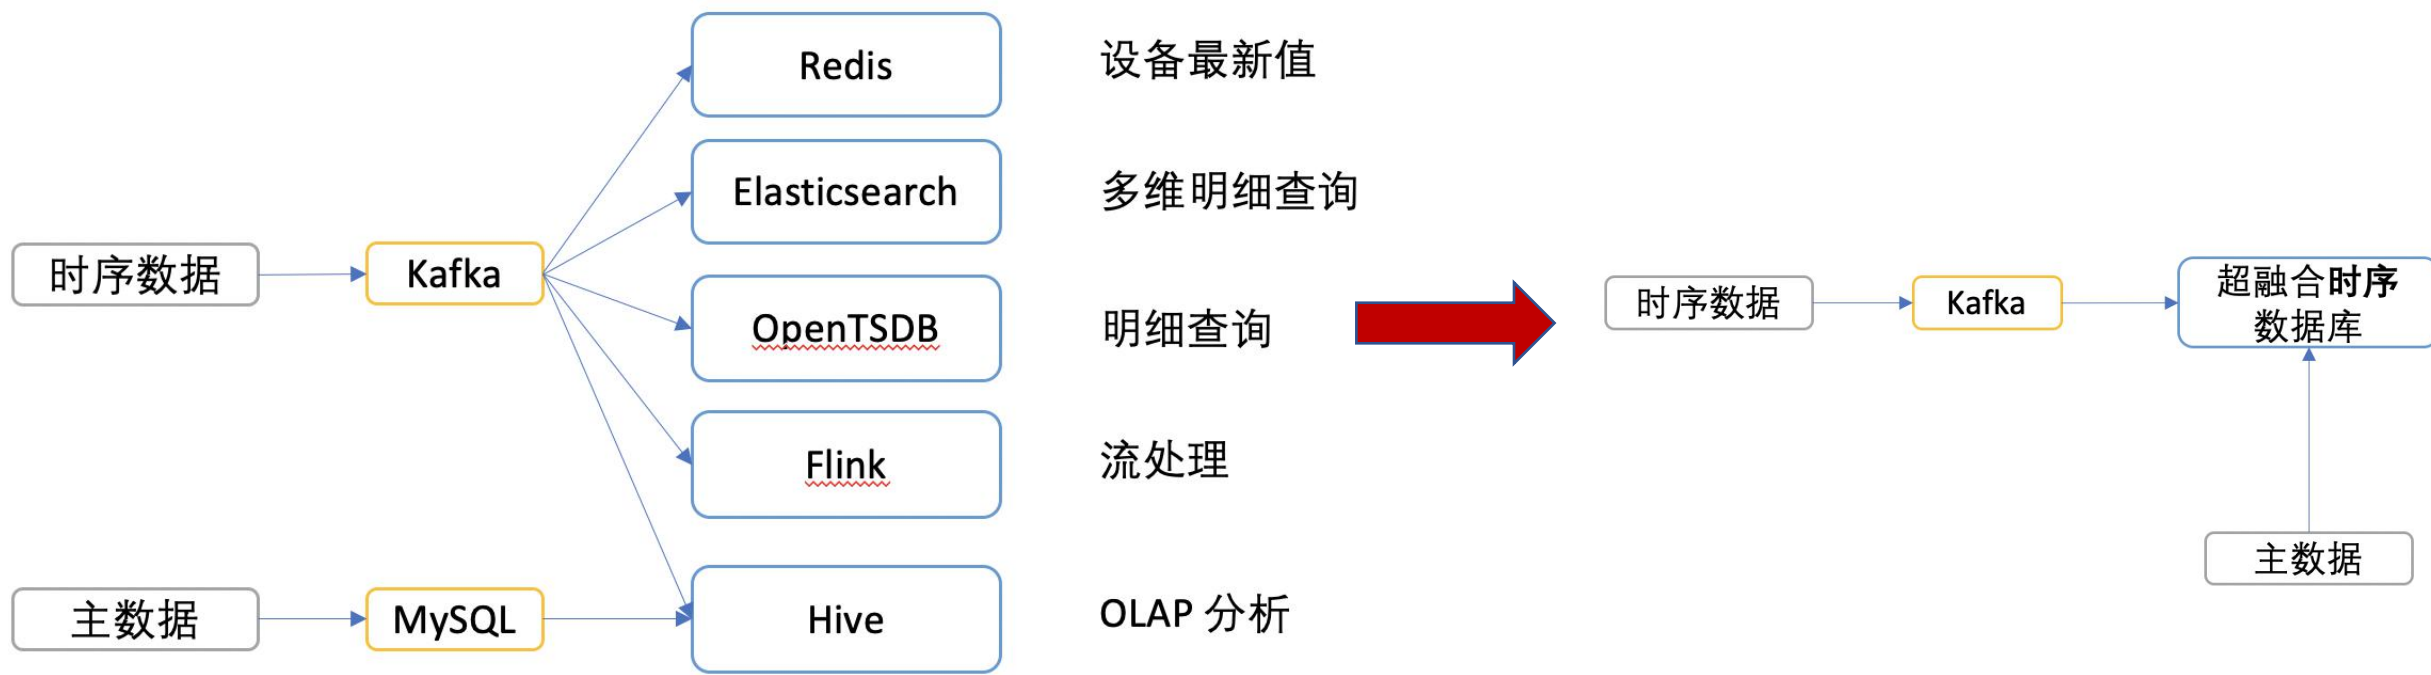 Redis
设备最新值
Elasticsearch
多维明细查询
时序数据
Kafka
OpenTSDB
明细查询
Flink
流处理
主数据
MySQL
Hive
OLAP 分析
时序数据
Kafka
超融合时序
数据库
主数据